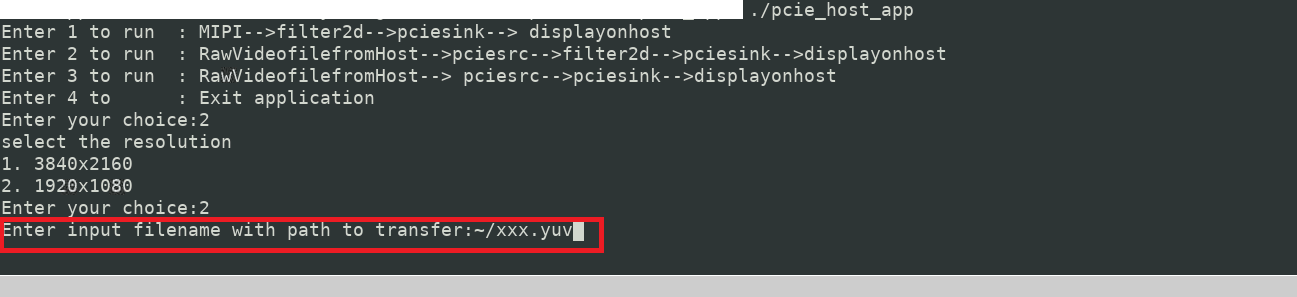 ./pcie_host_app
Enter 1 to run  : MIPI-->filter2d-->pciesink--> displayonhost
Enter 2 to run  : RawVideofilefromHost-->pciesrc-->filter2d-->pciesink-->displayonhost
Enter 3 to run  : RawVideofilefromHost--> pciesrc-->pciesink-->displayonhost
Enter 4 to      : Exit application
Enter your choice:2
select the resolution
1. 3840x2160
2. 1920x1080
Enter your choice:2
Enter input filename with path to transfer:~/xxx.yuv